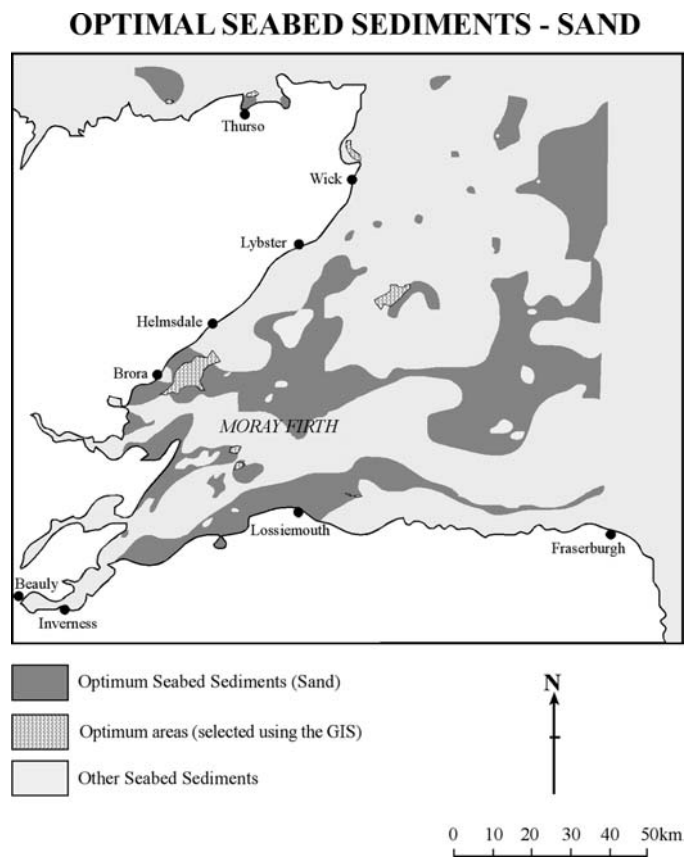 OPTIMAL SEABED SEDIMENTS - SAND
Thurso
Wick
Lybster
Helmsdale
Brora
MORAY FIRTH
Lossiemouth
Fraserburgh
Beauly
Inverness
Optimum Seabed Sediments (Sand)
Optimum areas (selected using the GIS)
Other Seabed Sediments
N
0 10 20 30 40 50km